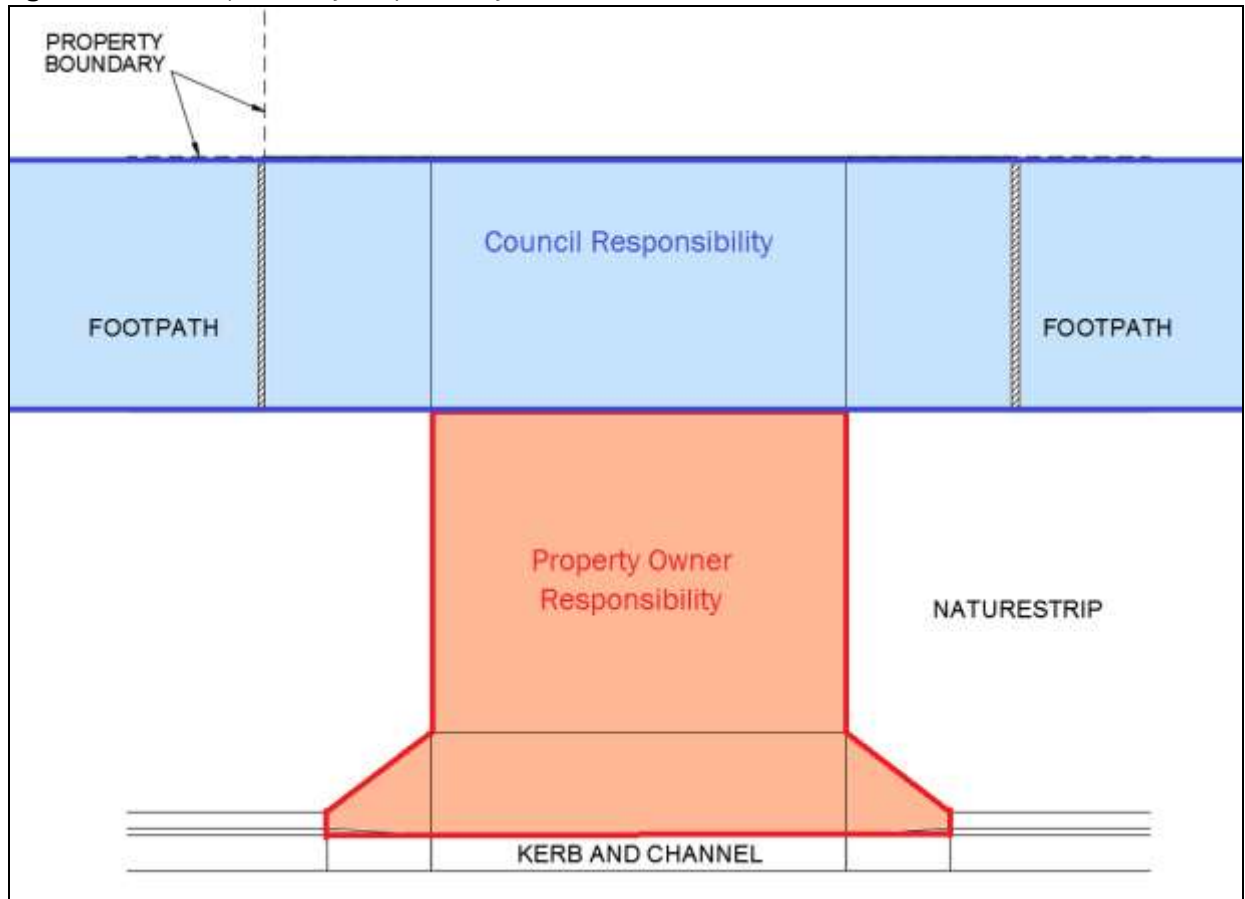 PROPERTY
BOUNDARY
Council Responsibility
FOOTPATH
FOOTPATH
Property Owner
Responsibility
NATURESTRIP
KERB AND CHANNEL